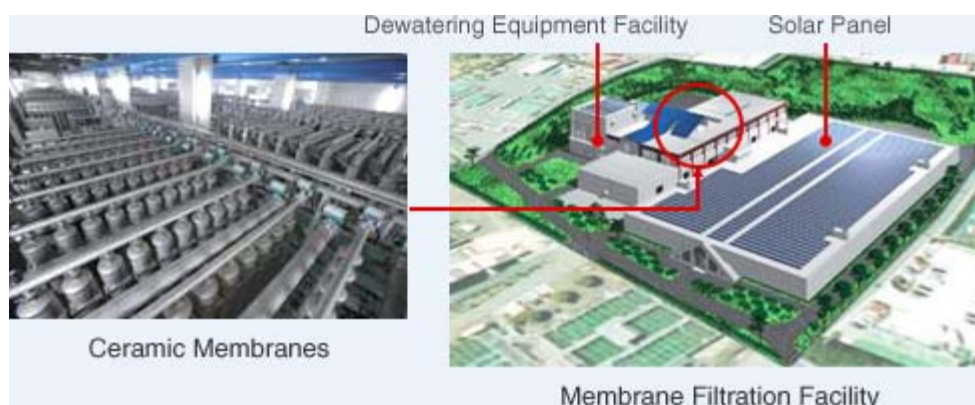 Dewatering Equipment Facility
Solar Panel
Ceramic Membranes
Membrane Filtration Facility